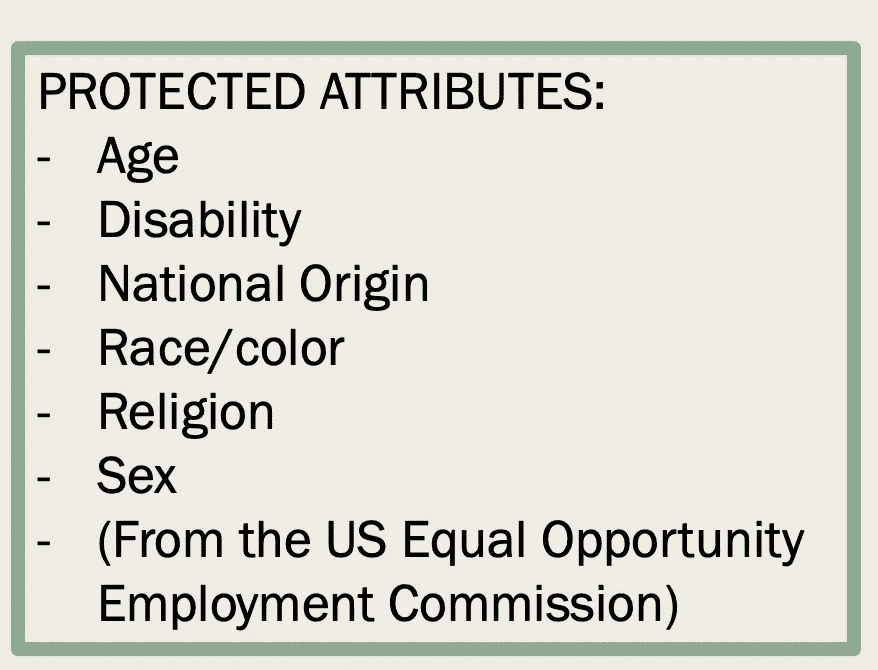 PROTECTED ATTRIBUTES:
- Age
- Disability
- National Origin
- Race/color
- Religion
- Sex
- (From the US Equal Opportunity
Employment Commission)